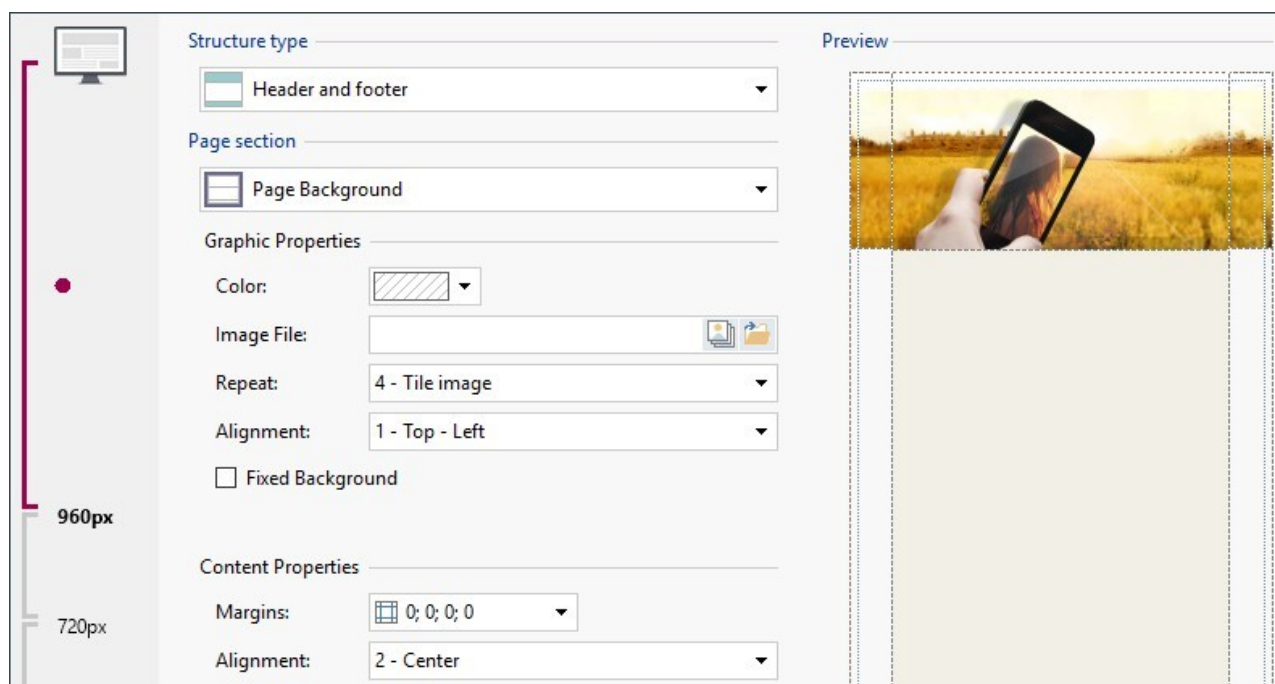 Structure type
Header and footer
Page section
Page Background
Graphic Properties
Color:
Image File:
Repeat: 4 - Tile image
Alignment: 1 - Top - Left
Fixed Background
960px
Content Properties
Margins: 0; 0; 0; 0
720px
Alignment: 2 - Center
Preview